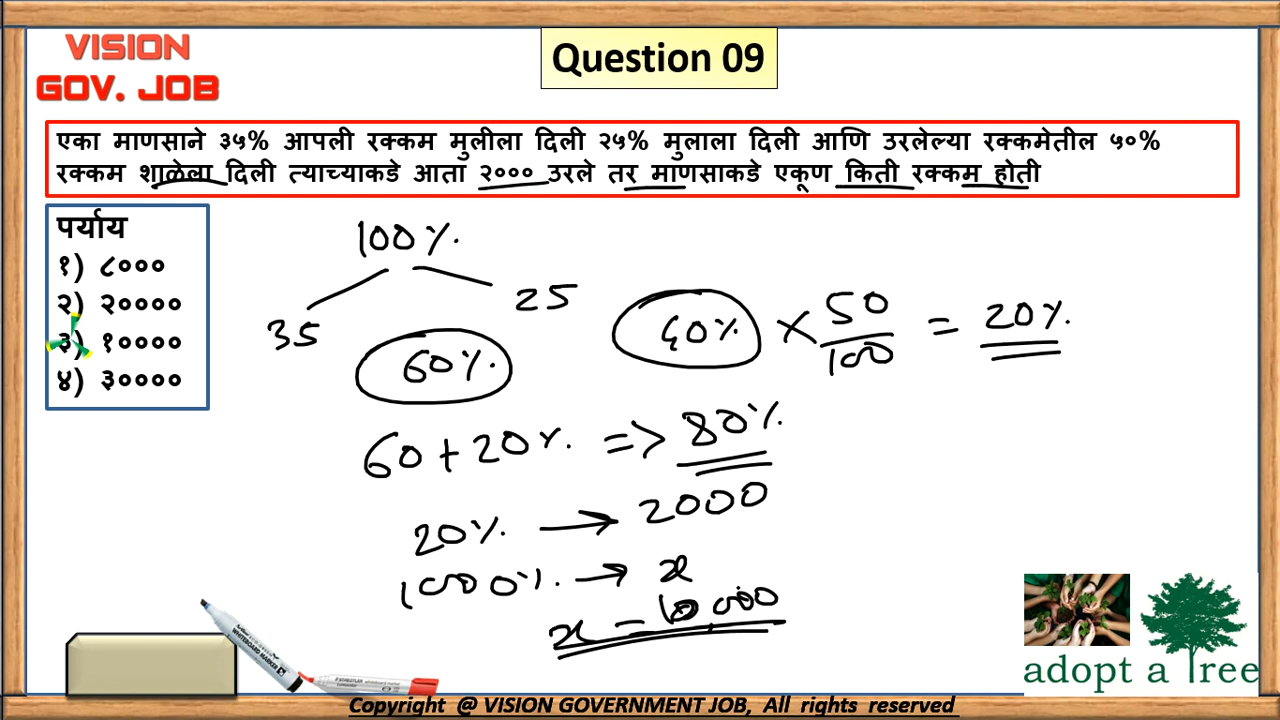 VISION
GOV. JOB
Question 09
एका माणसाने ३५% आपली रक्कम मुलीला दिली २५% मुलाला दिली आणि उरलेल्या रक्कमेतील ५०%
रक्कम शाळेला दिली त्याच्याकडे आता २००० उरले तर माणसाकडे एकूण किती रक्कम होती
पर्याय
१) ८०००
२) २००००
३) १००००
४) ३००००
100%
35 25
60%
40% × 50/100 = 20%
60+20% => 80%
20% → 2000
1000% → x
x = 10,000
adopt a Tree
Copyright @ VISION GOVERNMENT JOB, All rights reserved